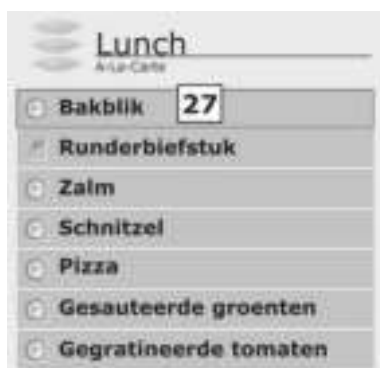 Lunch
A-La-Carte
Bakblik 27
Runderbiefstuk
Zalm
Schnitzel
Pizza
Gesauteerde groenten
Gegratineerde tomaten